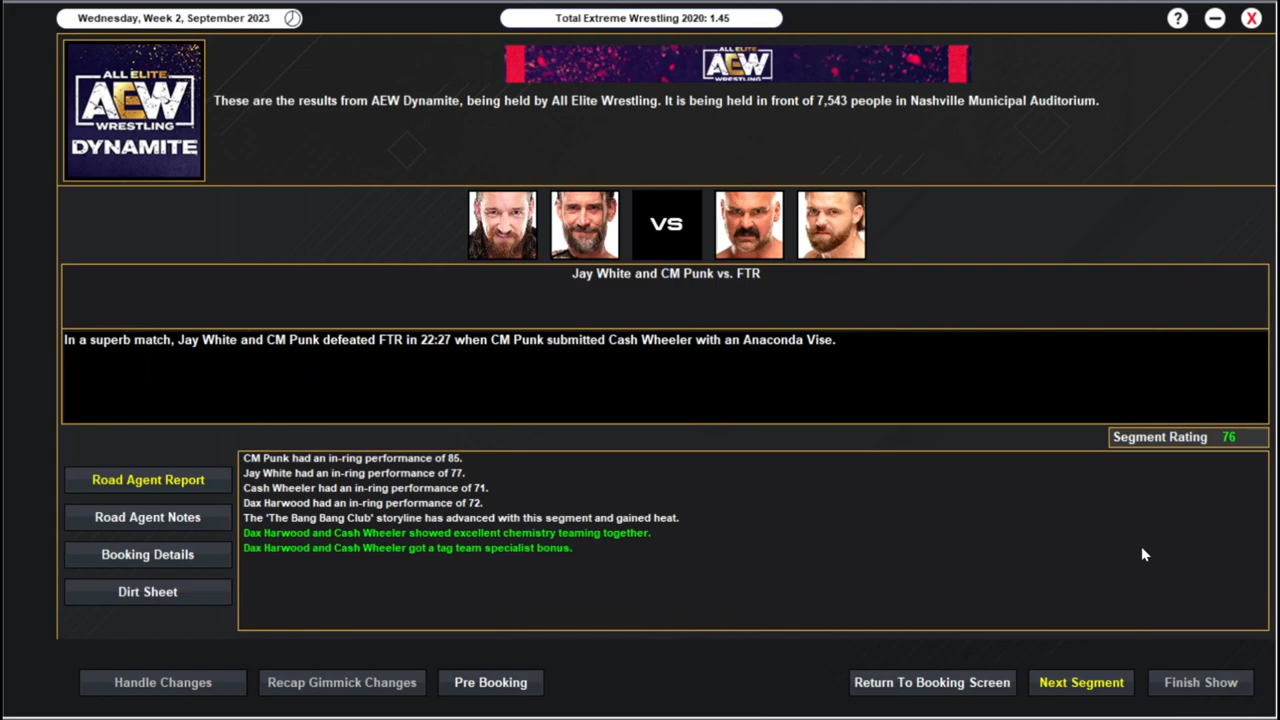 Wednesday, Week 2, September 2023
Total Extreme Wrestling 2020: 1.45
?
X
ALL ELITE
AEW
WRESTLING
DYNAMITE
ALL ELITE
AEW
WRESTLING
These are the results from AEW Dynamite, being held by All Elite Wrestling. It is being held in front of 7,543 people in Nashville Municipal Auditorium.
VS
Jay White and CM Punk vs. FTR
In a superb match, Jay White and CM Punk defeated FTR in 22:27 when CM Punk submitted Cash Wheeler with an Anaconda Vise.
Segment Rating 76
Road Agent Report
Road Agent Notes
Booking Details
Dirt Sheet
CM Punk had an in-ring performance of 85.
Jay White had an in-ring performance of 77.
Cash Wheeler had an in-ring performance of 71.
Dax Harwood had an in-ring performance of 72.
The 'The Bang Bang Club' storyline has advanced with this segment and gained heat.
Dax Harwood and Cash Wheeler showed excellent chemistry teaming together.
Dax Harwood and Cash Wheeler got a tag team specialist bonus.
Handle Changes
Recap Gimmick Changes
Pre Booking
Return To Booking Screen
Next Segment
Finish Show